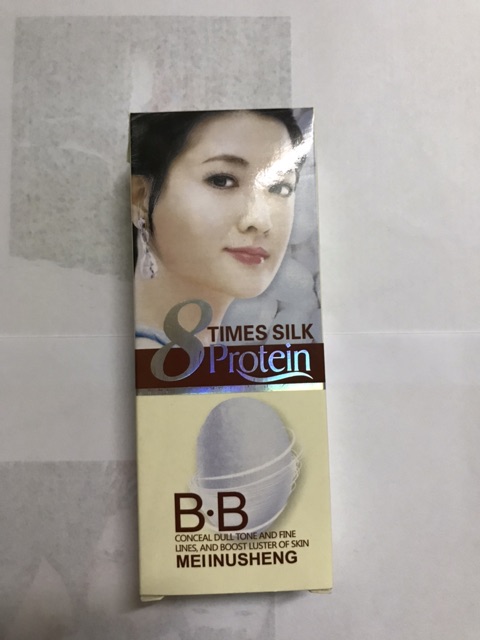 8 TIMES SILK
Protein
B·B
CONCEAL DULL TONE AND FINE
LINES, AND BOOST LUSTER OF SKIN
MEIINUSHENG